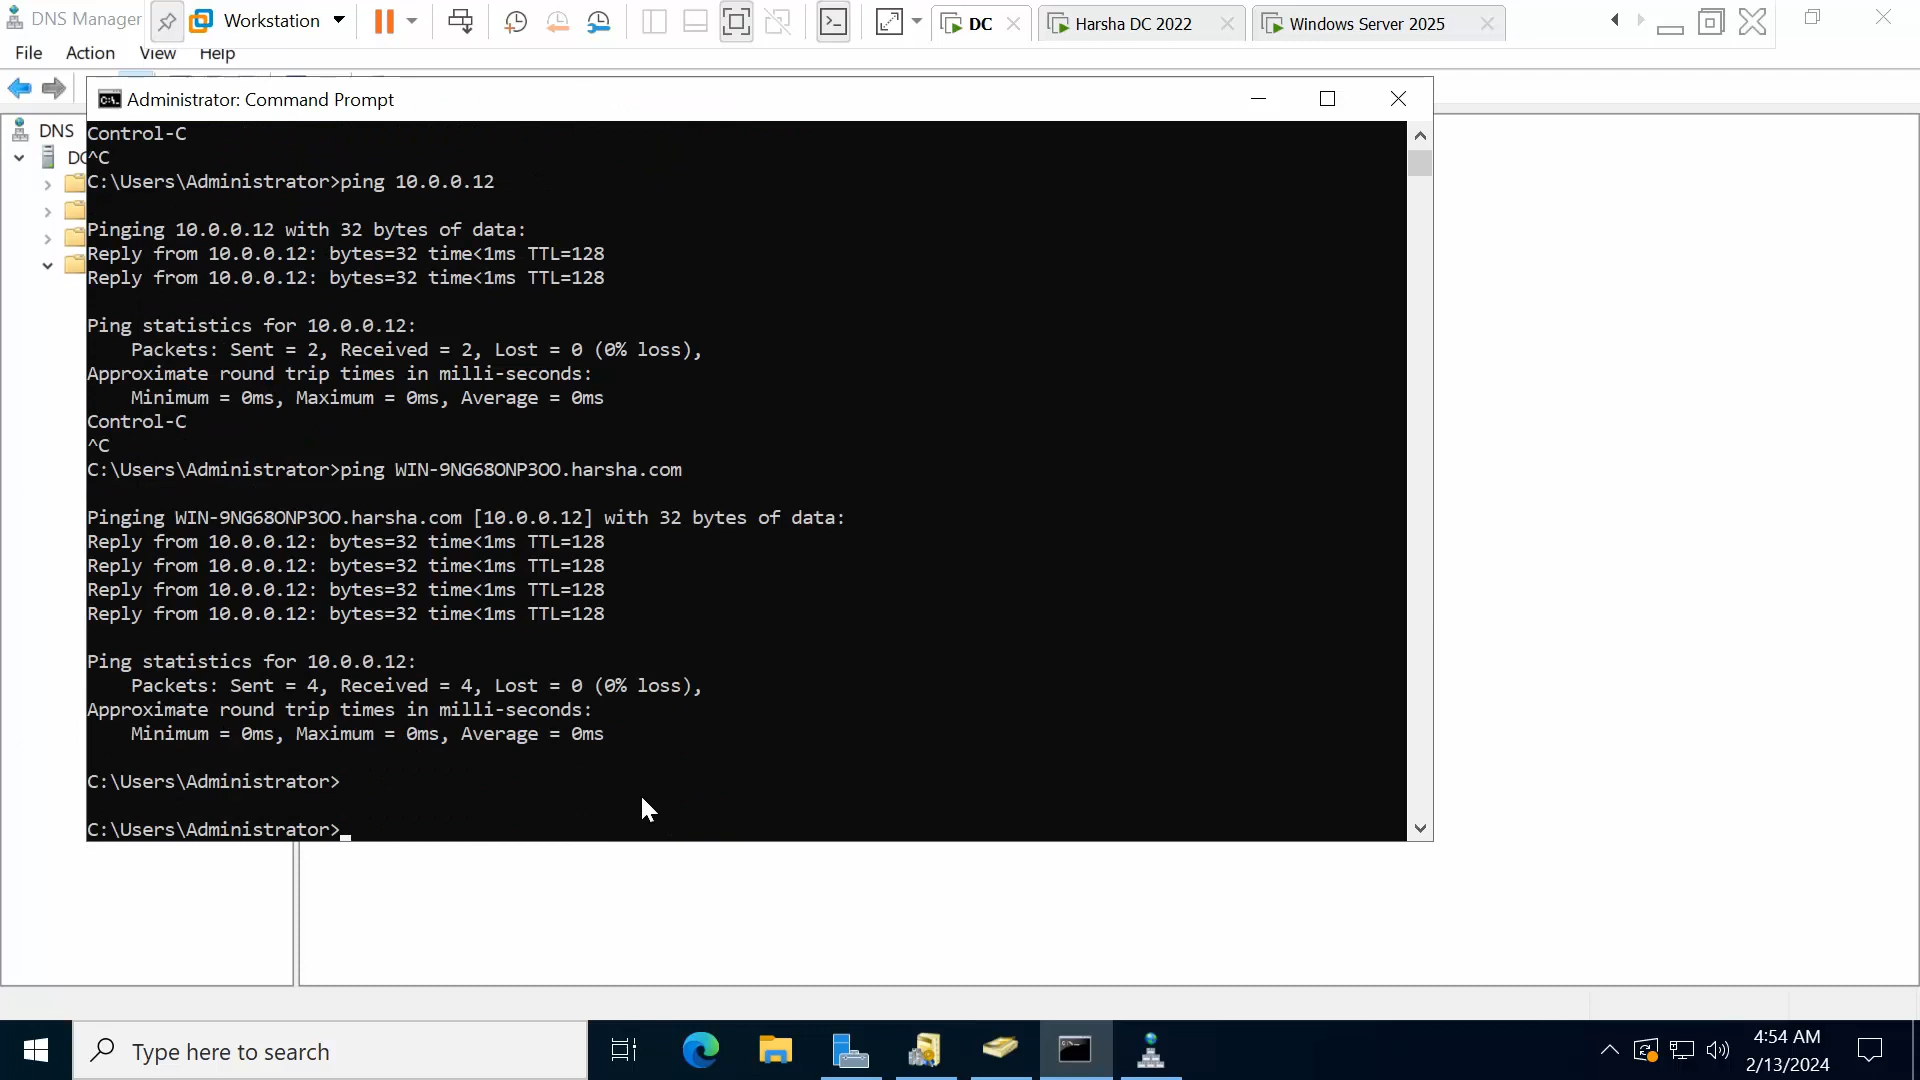 DNS Manager
Workstation
DC
Harsha DC 2022
Windows Server 2025
File Action View Help
Administrator: Command Prompt
DNS
DC
Control-C
^C
C:\Users\Administrator>ping 10.0.0.12
Pinging 10.0.0.12 with 32 bytes of data:
Reply from 10.0.0.12: bytes=32 time<1ms TTL=128
Reply from 10.0.0.12: bytes=32 time<1ms TTL=128
Ping statistics for 10.0.0.12:
Packets: Sent = 2, Received = 2, Lost = 0 (0% loss),
Approximate round trip times in milli-seconds:
Minimum = 0ms, Maximum = 0ms, Average = 0ms
Control-C
^C
C:\Users\Administrator>ping WIN-9NG68ONP3OO.harsha.com
Pinging WIN-9NG68ONP3OO.harsha.com [10.0.0.12] with 32 bytes of data:
Reply from 10.0.0.12: bytes=32 time<1ms TTL=128
Reply from 10.0.0.12: bytes=32 time<1ms TTL=128
Reply from 10.0.0.12: bytes=32 time<1ms TTL=128
Reply from 10.0.0.12: bytes=32 time<1ms TTL=128
Ping statistics for 10.0.0.12:
Packets: Sent = 4, Received = 4, Lost = 0 (0% loss),
Approximate round trip times in milli-seconds:
Minimum = 0ms, Maximum = 0ms, Average = 0ms
C:\Users\Administrator>
C:\Users\Administrator>
Type here to search
4:54 AM
2/13/2024